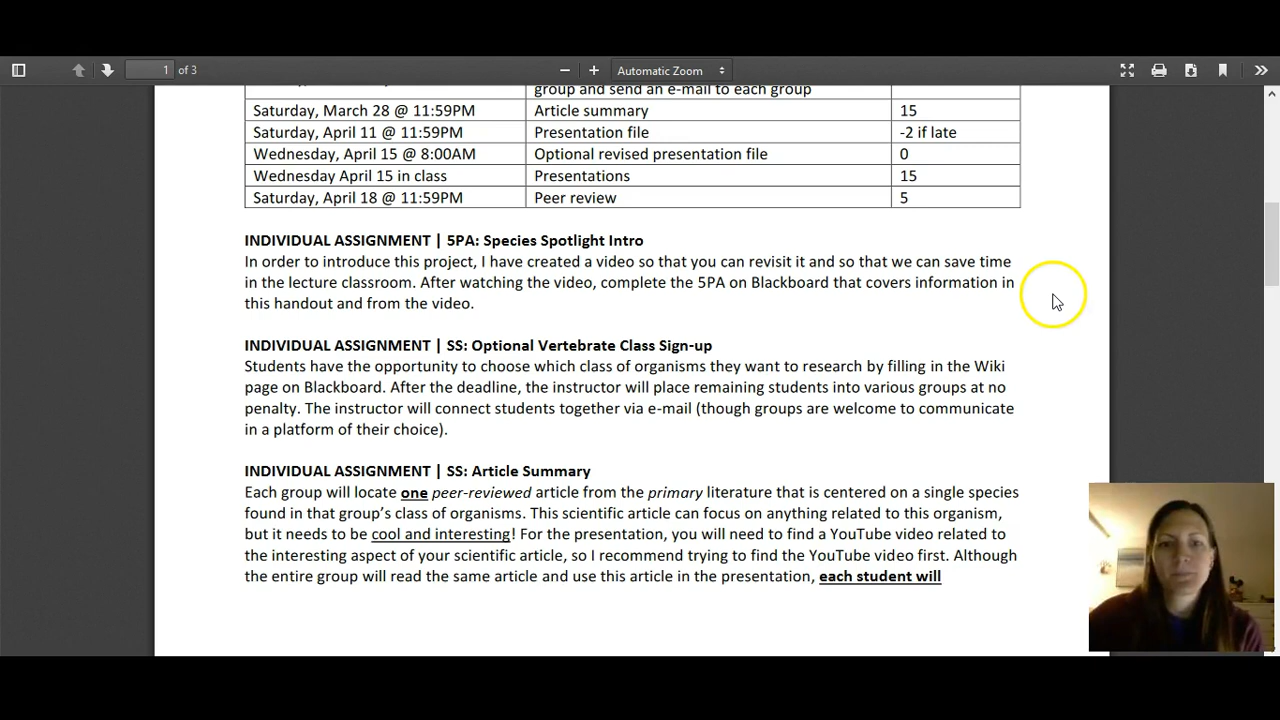 1 of 3 Automatic Zoom
group and send an e-mail to each group
Saturday, March 28 @ 11:59PM Article summary 15
Saturday, April 11 @ 11:59PM Presentation file -2 if late
Wednesday, April 15 @ 8:00AM Optional revised presentation file 0
Wednesday April 15 in class Presentations 15
Saturday, April 18 @ 11:59PM Peer review 5
INDIVIDUAL ASSIGNMENT | 5PA: Species Spotlight Intro
In order to introduce this project, I have created a video so that you can revisit it and so that we can save time
in the lecture classroom. After watching the video, complete the 5PA on Blackboard that covers information in
this handout and from the video.
INDIVIDUAL ASSIGNMENT | SS: Optional Vertebrate Class Sign-up
Students have the opportunity to choose which class of organisms they want to research by filling in the Wiki
page on Blackboard. After the deadline, the instructor will place remaining students into various groups at no
penalty. The instructor will connect students together via e-mail (though groups are welcome to communicate
in a platform of their choice).
INDIVIDUAL ASSIGNMENT | SS: Article Summary
Each group will locate one peer-reviewed article from the primary literature that is centered on a single species
found in that group's class of organisms. This scientific article can focus on anything related to this organism,
but it needs to be cool and interesting! For the presentation, you will need to find a YouTube video related to
the interesting aspect of your scientific article, so I recommend trying to find the YouTube video first. Although
the entire group will read the same article and use this article in the presentation, each student will